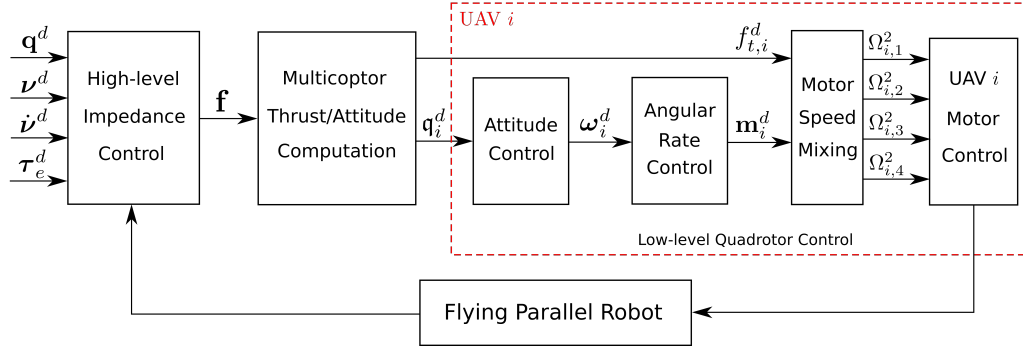 UAV i
q^d
ν^d
ν̇^d
τ_e^d
High-level
Impedance
Control
f
Multicoptor
Thrust/Attitude
Computation
f_{t,i}^d
𝔮_i^d
Attitude
Control
ω_i^d
Angular
Rate
Control
m_i^d
Motor
Speed
Mixing
Ω_{i,1}^2
Ω_{i,2}^2
Ω_{i,3}^2
Ω_{i,4}^2
UAV i
Motor
Control
Low-level Quadrotor Control
Flying Parallel Robot